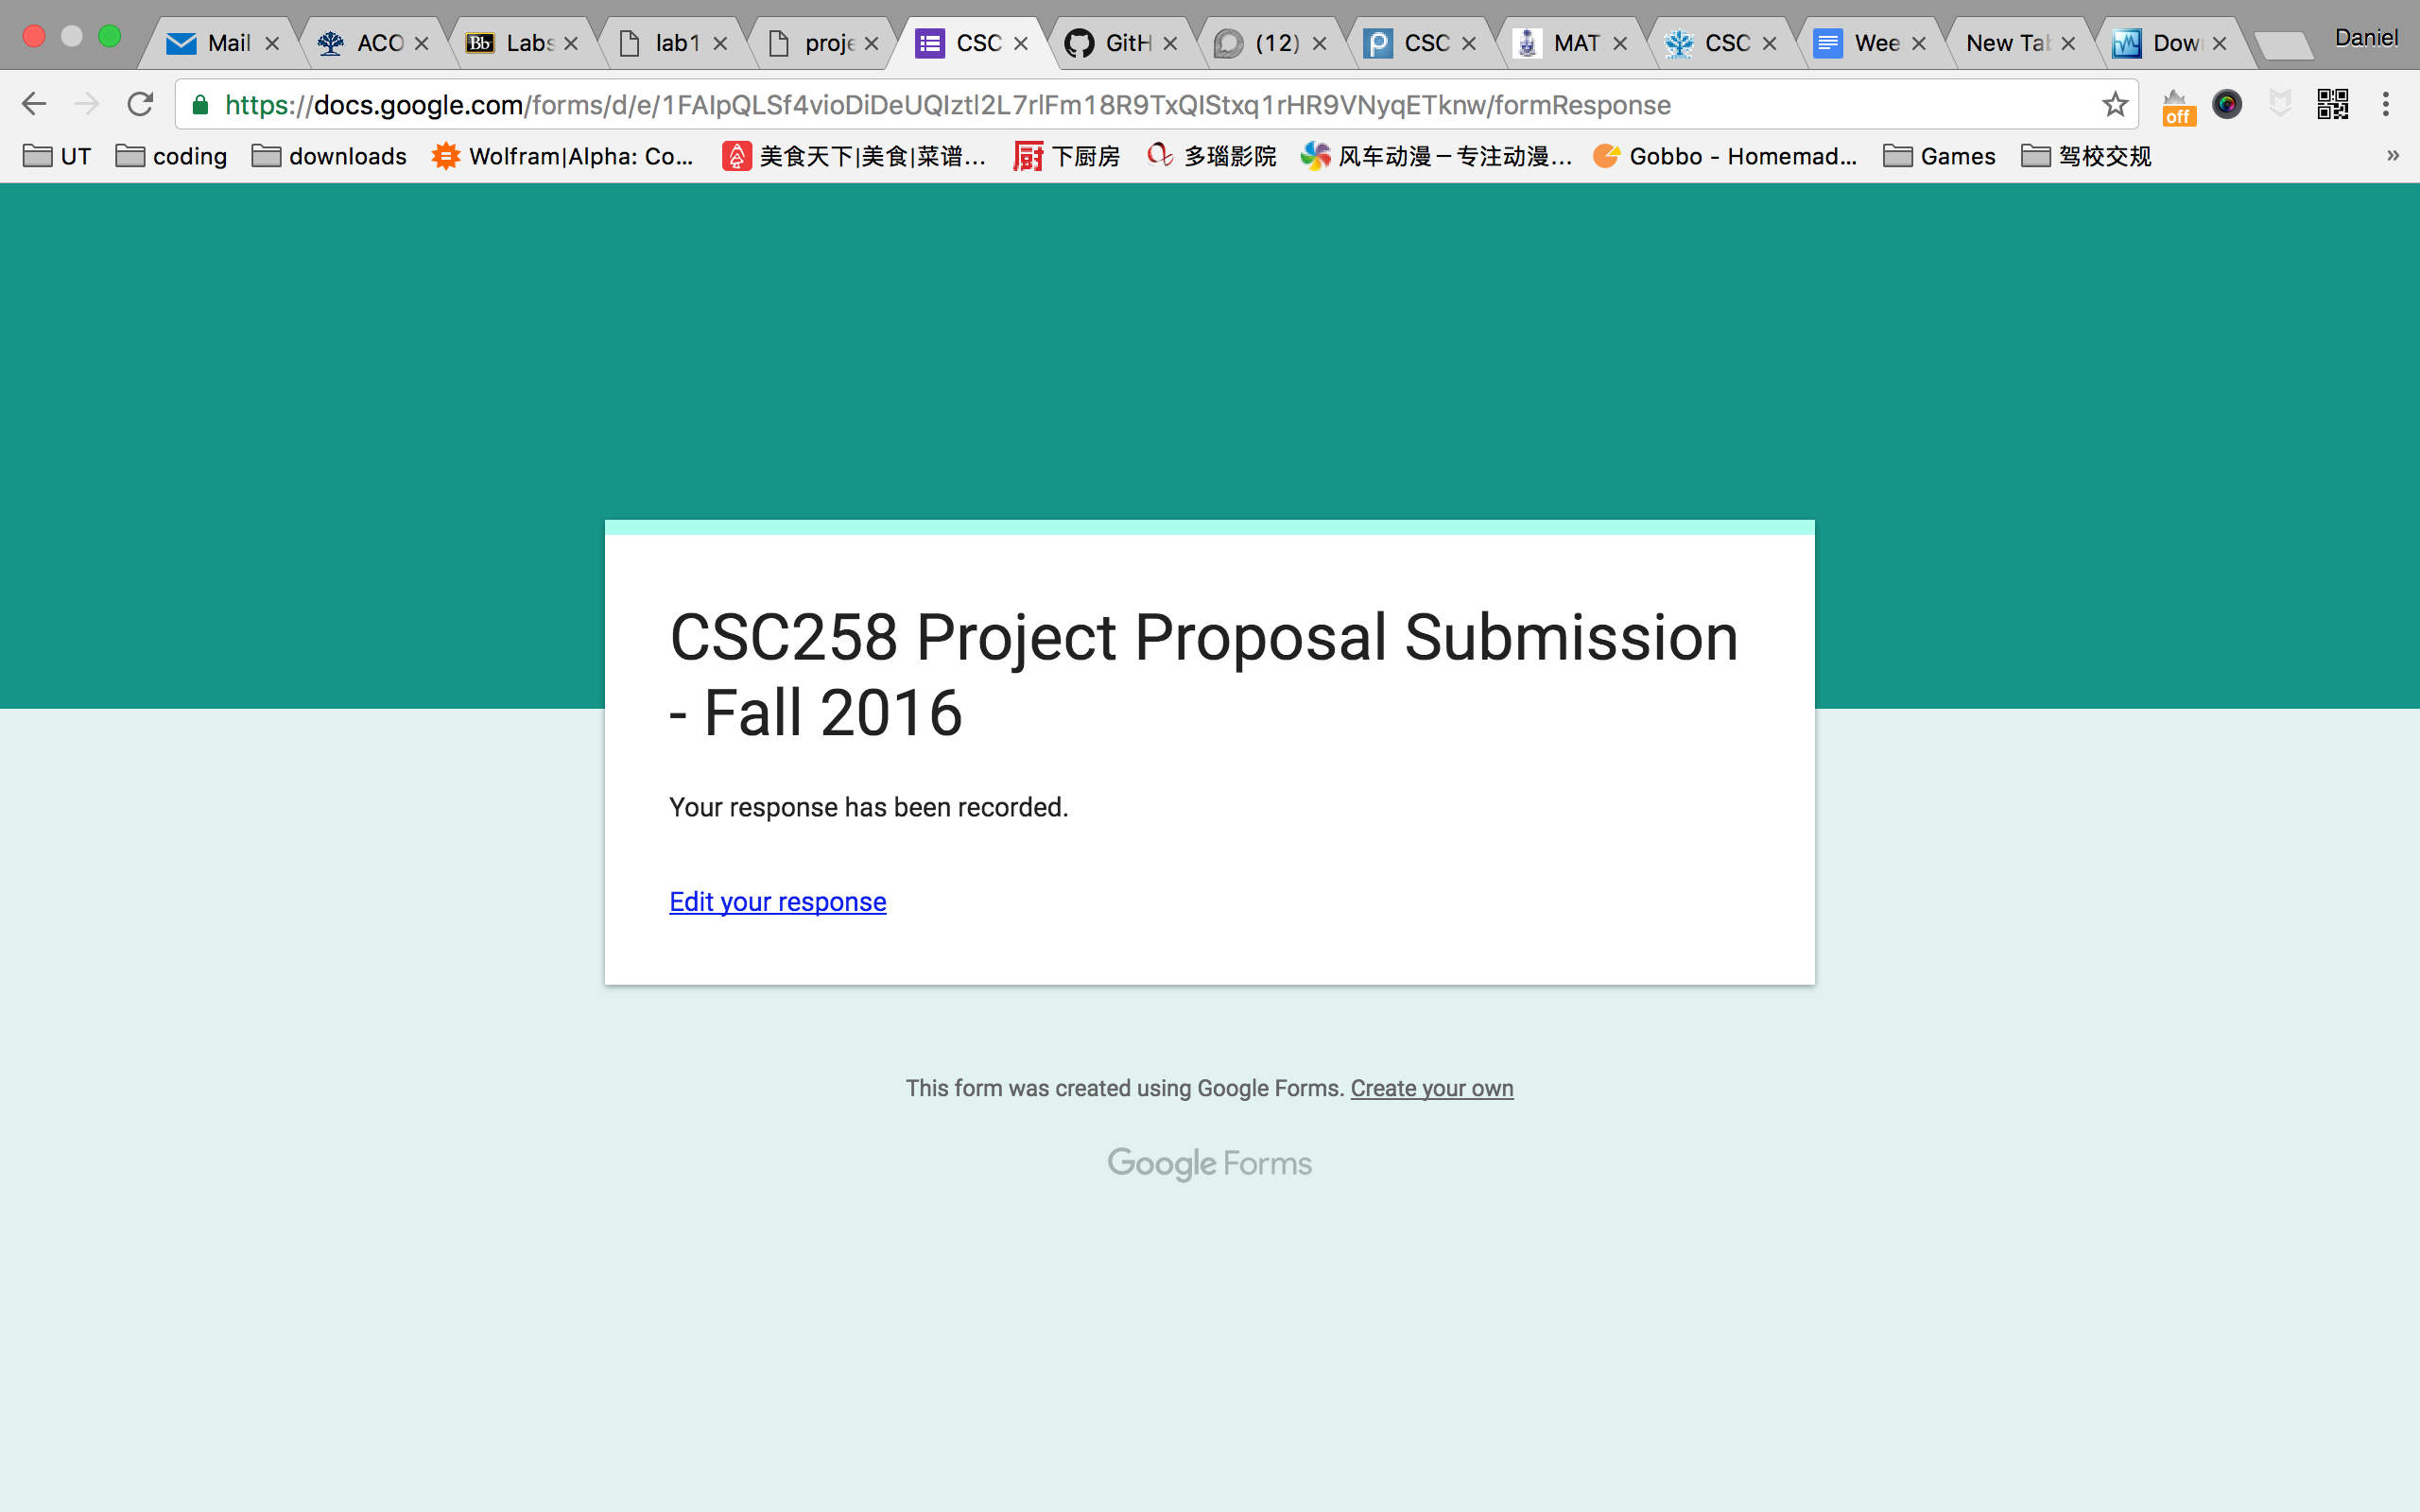 Mail ACO Labs lab1 proje CSC GitH (12) CSC MAT CSC Wee New Tab Dow Daniel
https://docs.google.com/forms/d/e/1FAIpQLSf4vioDiDeUQIztl2L7rlFm18R9TxQIStxq1rHR9VNyqETknw/formResponse
off
UT coding downloads Wolfram|Alpha: Co... 美食天下|美食|菜谱... 下厨房 多瑙影院 风车动漫－专注动漫... Gobbo - Homemad... Games 驾校交规 »
CSC258 Project Proposal Submission
- Fall 2016
Your response has been recorded.
Edit your response
This form was created using Google Forms. Create your own
Google Forms